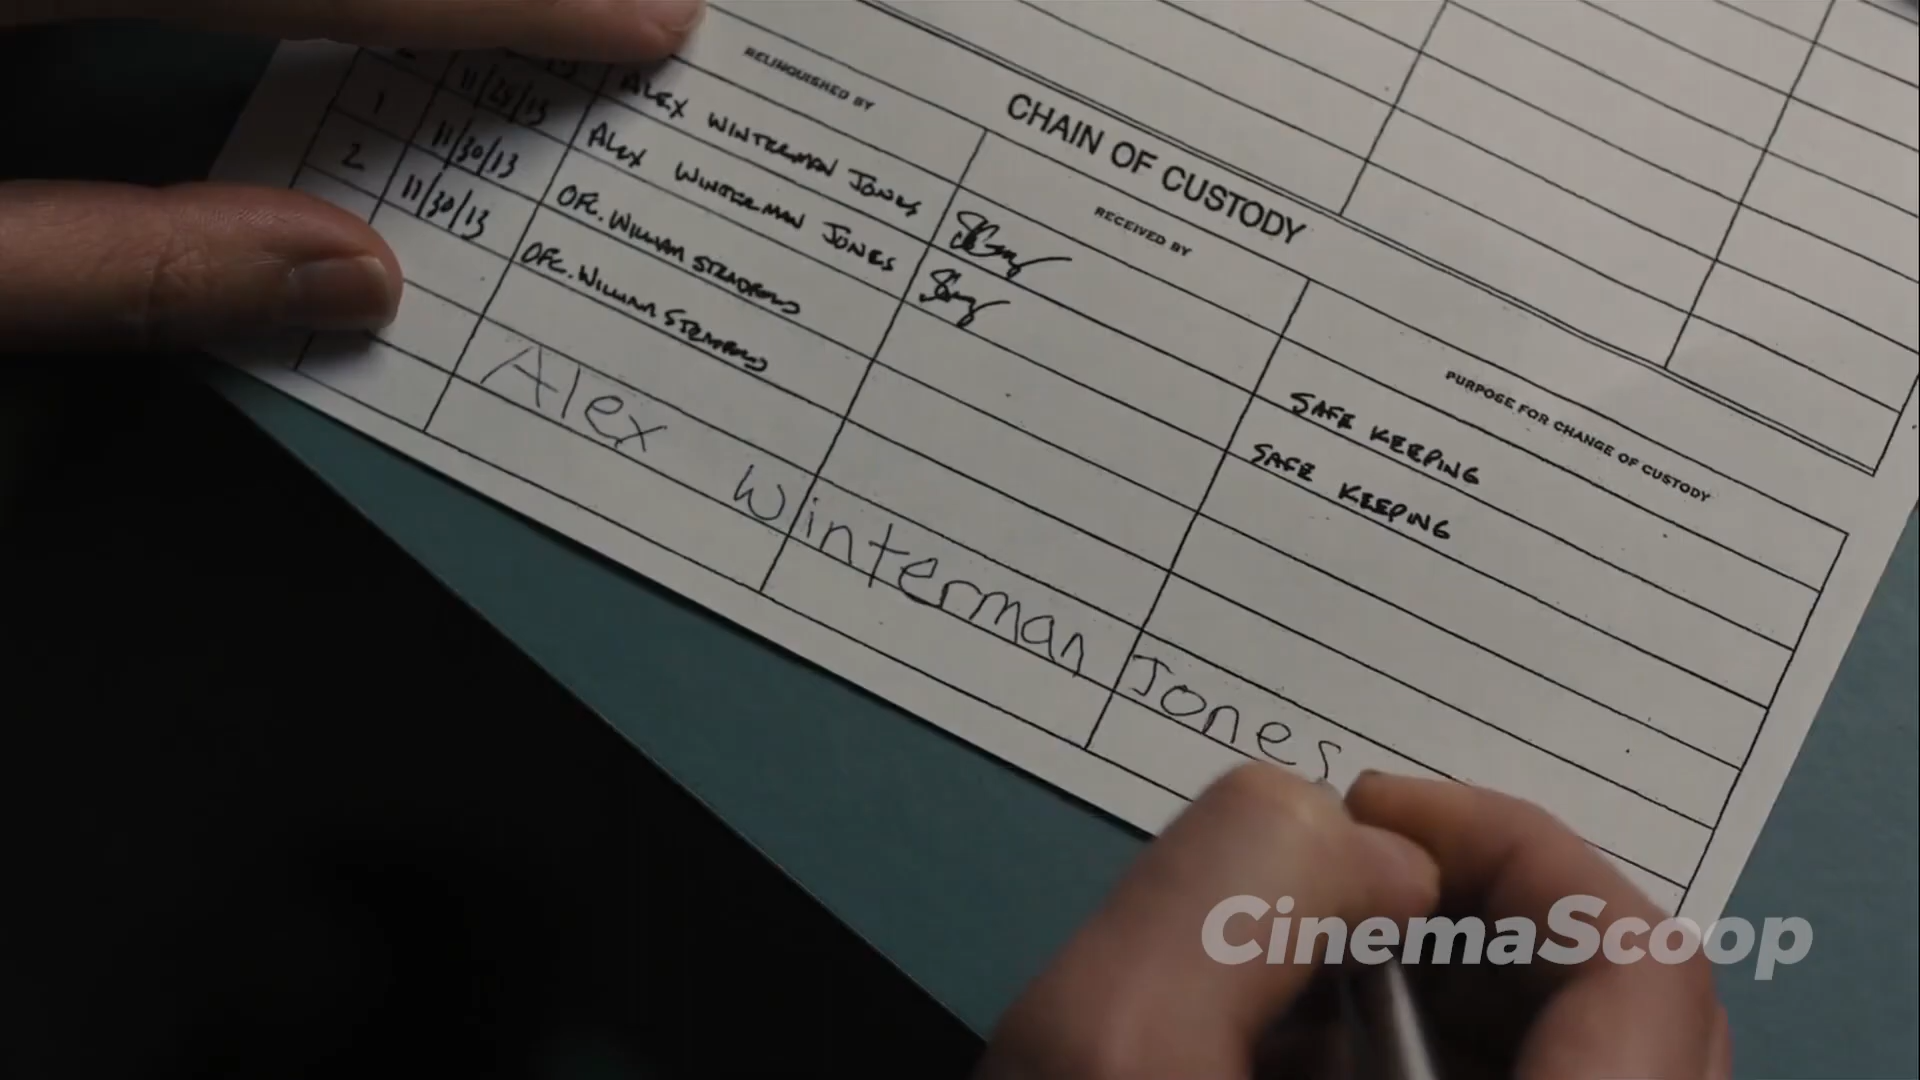 CHAIN OF CUSTODY
RELINQUISHED BY
RECEIVED BY
PURPOSE FOR CHANGE OF CUSTODY
ALEX WINTERMAN JONES
SAFE KEEPING
11/25/13 ALEX WINTERMAN JONES
SAFE KEEPING
1 11/30/13 OFC. WILLIAM
2 11/30/13 OFC. WILLIAM
Alex Winterman Jones
CinemaScoop